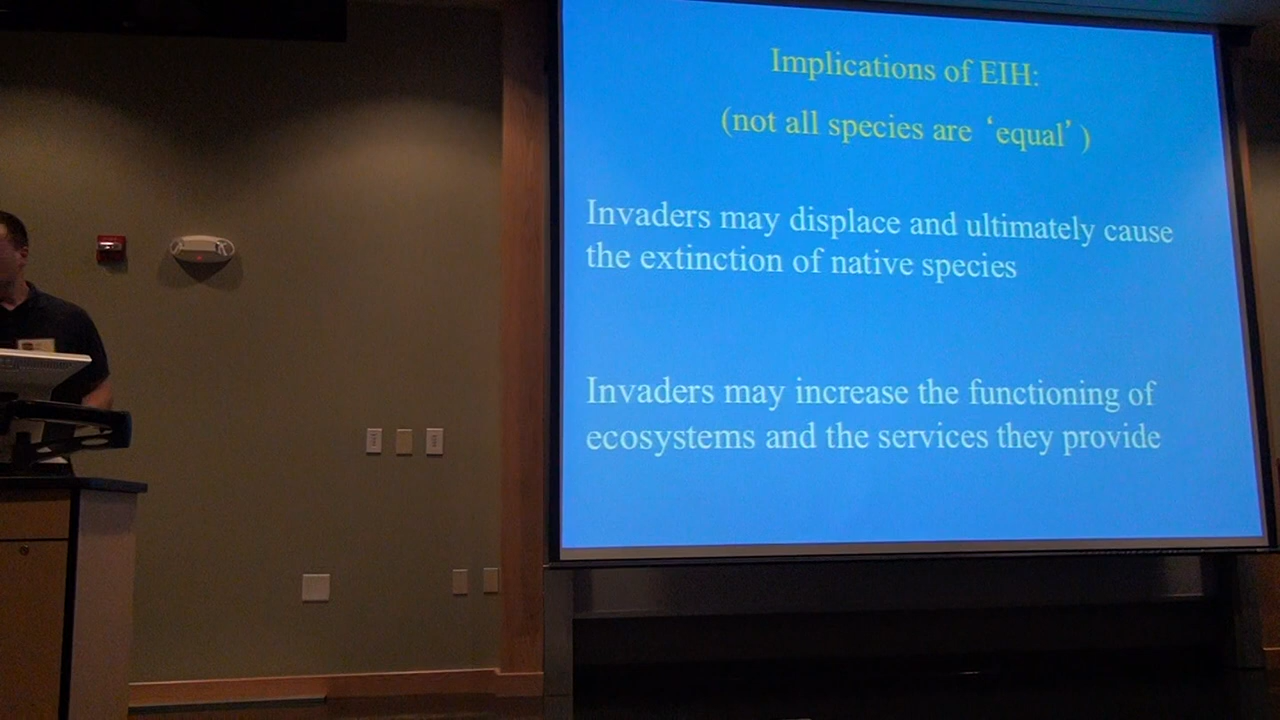 Implications of EIH:
(not all species are ‘equal’ )
Invaders may displace and ultimately cause
the extinction of native species
Invaders may increase the functioning of
ecosystems and the services they provide